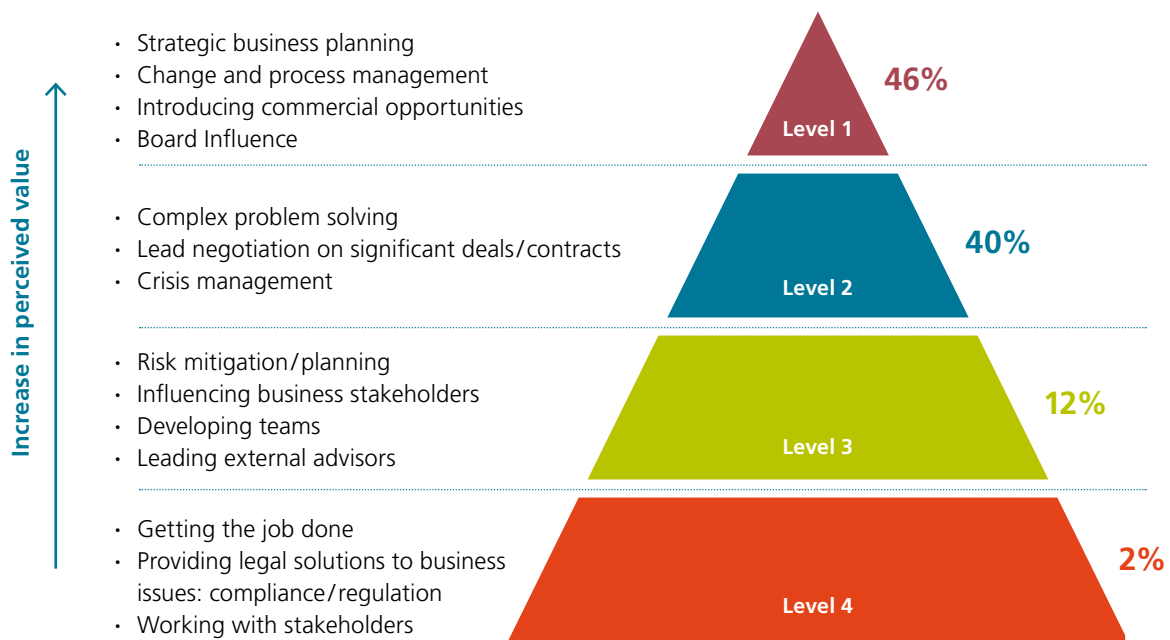 Increase in perceived value
· Strategic business planning
· Change and process management
· Introducing commercial opportunities
· Board Influence
Level 1
46%
· Complex problem solving
· Lead negotiation on significant deals/contracts
· Crisis management
Level 2
40%
· Risk mitigation/planning
· Influencing business stakeholders
· Developing teams
· Leading external advisors
Level 3
12%
· Getting the job done
· Providing legal solutions to business
issues: compliance/regulation
· Working with stakeholders
Level 4
2%